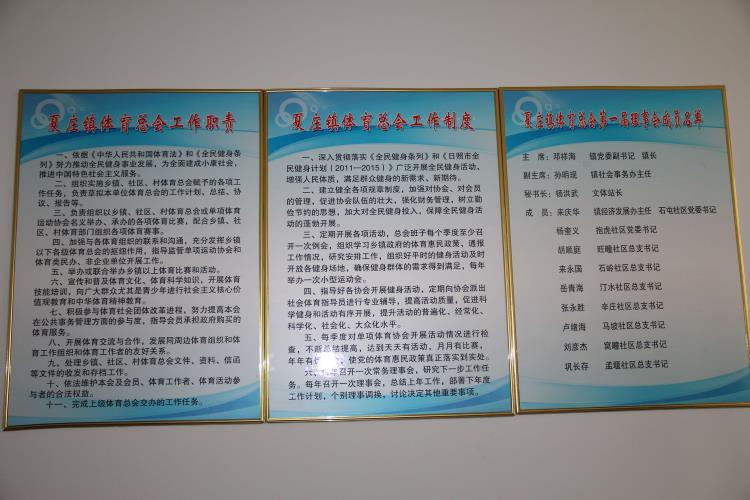 夏庄镇体育总会工作职责
一、依据《中华人民共和国体育法》和《全民健身条
例》努力推动全民健身事业发展，为全面建成小康社会，
推进中国特色社会主义服务。
二、组织实施乡镇、社区、村体育总会赋予的各项工
作任务，负责草拟本单位体育总会的工作计划、总结、协
议、报告等。
三、负责组织以乡镇、社区、村体育总会或单项体育
运动协会名义举办、承办的各项体育比赛，配合乡镇、社
区、村体育部门组织各项体育赛事。
四、加强与各体育组织的联系和沟通，充分发挥乡镇
以下各级体育总会的枢纽作用，指导监管单项运动协会和
体育类民办、非企业单位开展工作。
五、举办或联合举办乡镇以上体育比赛和活动。
六、宣传和普及体育文化、体育科学知识，开展体育
技能培训，向广大群众尤其是青少年进行社会主义核心价
值观教育和中华体育精神教育。
七、积极参与体育社会团体改革进程，努力提高本会
在公共事务管理方面的参与度，指导会员承担政府购买的
体育服务。
八、开展体育交流与合作，发展同周边体育组织和体
育工作组织和体育工作者的友好关系。
九、处理乡镇、社区、村体育总会文件、资料、信函
等文件的收发和存档工作。
十、依法维护本会及会员、体育工作者、体育活动参
与者的合法权益。
十一、完成上级体育总会交办的工作任务。
夏庄镇体育总会工作制度
一、深入贯彻落实《全民健身条例》和《日照市全
民健身计划（2011—2015）》广泛开展全民健身活动，
增强人民体质，满足群众健身的新需求、新期待。
二、建立健全各项规章制度，加强对协会、对会员
的管理，促进协会队伍的壮大，强化财务管理，树立勤
俭节约的思想，加大对全民健身投入，保障全民健身活
动的蓬勃开展。
三、定期开展各项活动，总会班子每个季度至少召
开一次例会，组织学习乡镇政府的体育惠民政策，通报
工作情况，研究安排工作，组织好平时的健身活动及时
开放各健身场地，确保健身群体的需求得到满足，每年
举办一次小型运动会。
四、指导好各协会开展健身活动，定期向协会派出
社会体育指导员进行专业辅导，提高活动质量，促进科
学健身和活动有序开展，提升活动的普遍化、经常化、
科学化、社会化、大众化水平。
五、每季度对单项体育协会开展活动情况进行检
查，不断总结提高，达到天天有活动，月月有比赛，
年年有 使党的体育惠民政策真正落实到实处。
六、 召开一次常务理事会，研究下一步工作任
务。每年召开一次理事会，总结上年工作，部署下年度
工作计划，个别理事调换，讨论决定其他重要事项。
夏庄镇体育总会第一届理事会成员名单
主 席：邓祥海 镇党委副书记 镇长
副主席：孙明现 镇社会事务办主任
秘书长：杨洪武 文体站长
成 员：来庆华 镇经济发展办主任 石屯社区党委书记
杨奎义 抱虎社区党委书记
胡顺庭 旺疃社区总支书记
来永国 石岭社区总支书记
岳青海 汀水社区总支书记
张永胜 辛庄社区总支书记
卢绪海 马坡社区总支书记
刘彦杰 窝疃社区总支书记
巩长存 孟堰社区总支书记